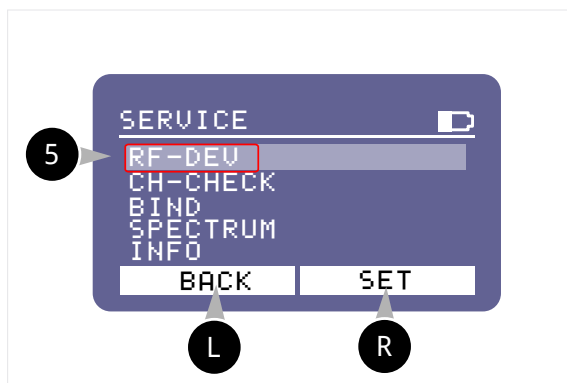 SERVICE
5
RF-DEV
CH-CHECK
BIND
SPECTRUM
INFO
BACK SET
L R